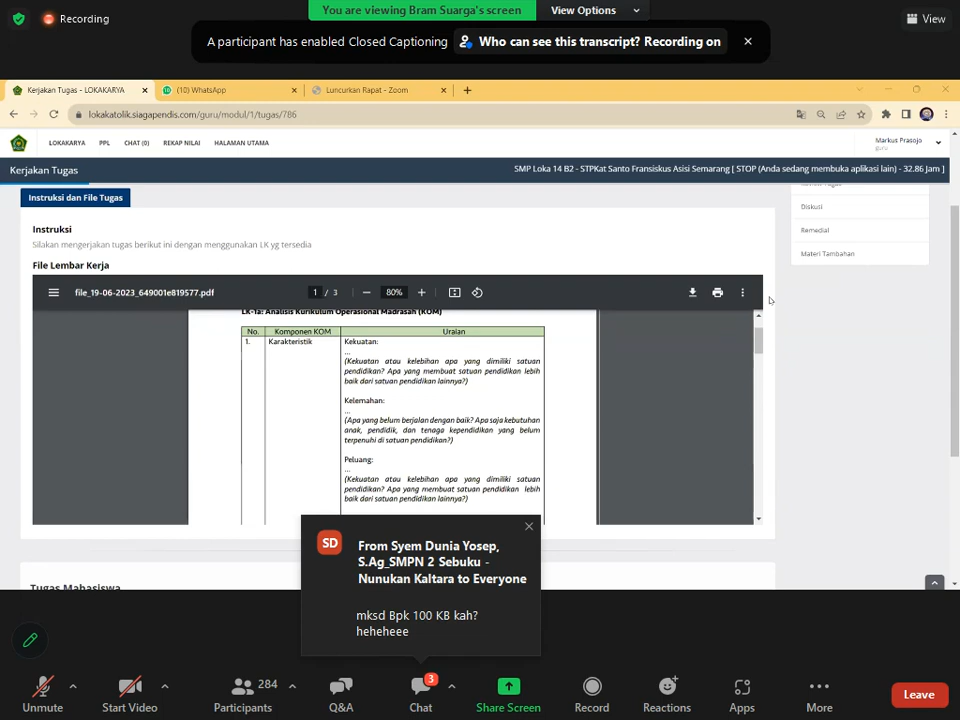 Recording
You are viewing Bram Suarga's screen
View Options
View
A participant has enabled Closed Captioning
Who can see this transcript? Recording on
Kerjakan Tugas - LOKAKARYA
(10) WhatsApp
Luncurkan Rapat - Zoom
lokakatolik.siagapendis.com/guru/modul/1/tugas/786
LOKAKARYA
PPL
CHAT (0)
REKAP NILAI
HALAMAN UTAMA
Markus Prasojo
guru
Kerjakan Tugas
SMP Loka 14 B2 - STPKat Santo Fransiskus Asisi Semarang [ STOP (Anda sedang membuka aplikasi lain) - 32.86 Jam ]
Instruksi dan File Tugas
Instruksi
Silakan mengerjakan tugas berikut ini dengan menggunakan LK yg tersedia
File Lembar Kerja
Diskusi
Remedial
Materi Tambahan
file_19-06-2023_649001e819577.pdf
1 / 3
80%
LK-1a: Analisis Kurikulum Operasional Madrasah (KOM)
No. Komponen KOM Uraian
1. Karakteristik Kekuatan:
...
(Kekuatan atau kelebihan apa yang dimiliki satuan
pendidikan? Apa yang membuat satuan pendidikan lebih
baik dari satuan pendidikan lainnya?)
Kelemahan:
...
(Apa yang belum berjalan dengan baik? Apa saja kebutuhan
anak, pendidik, dan tenaga kependidikan yang belum
terpenuhi di satuan pendidikan?)
Peluang:
...
(Kekuatan atau kelebihan apa yang dimiliki satuan
pendidikan? Apa yang membuat satuan pendidikan lebih
baik dari satuan pendidikan lainnya?)
Tugas Mahasiswa
SD
From Syem Dunia Yosep,
S.Ag_SMPN 2 Sebuku -
Nunukan Kaltara to Everyone
mksd Bpk 100 KB kah?
heheheee
Unmute
Start Video
284
Participants
Q&A
3
Chat
Share Screen
Record
Reactions
Apps
More
Leave